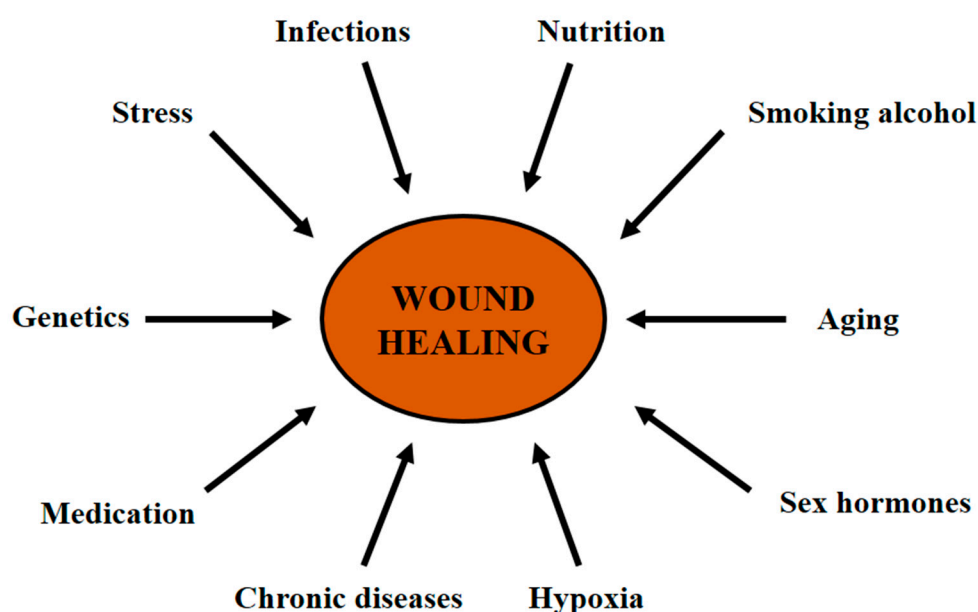 Infections
Nutrition
Stress
Smoking alcohol
WOUND
HEALING
Genetics
Aging
Medication
Sex hormones
Chronic diseases
Hypoxia